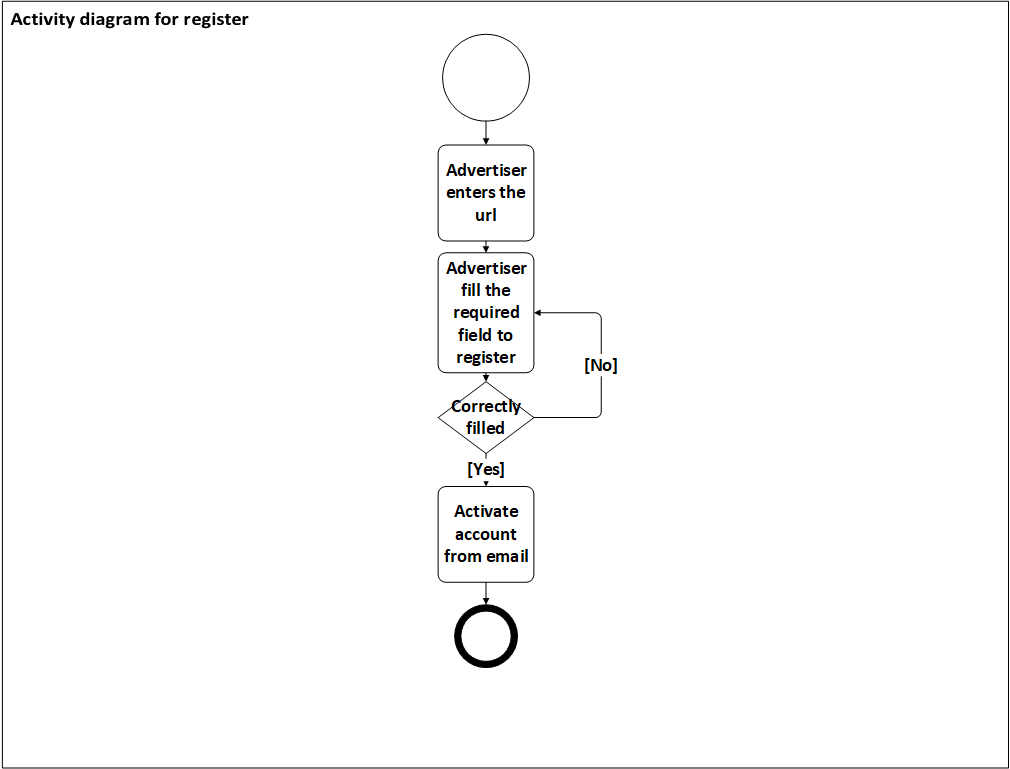 Activity diagram for register
Advertiser
enters the
url
Advertiser
fill the
required
field to
register
[No]
Correctly
filled
[Yes]
Activate
account
from email